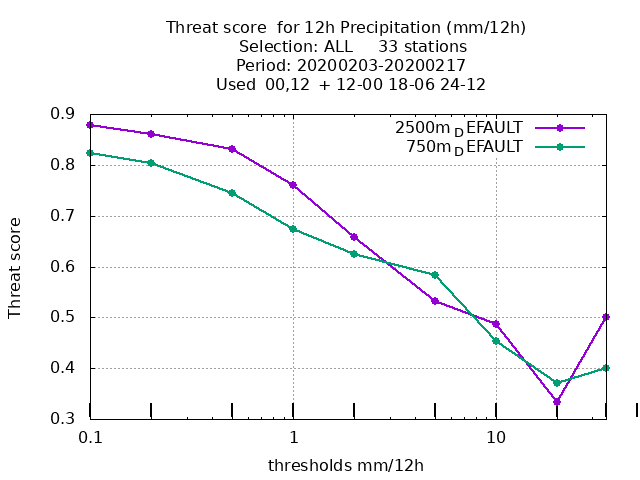 Threat score  for 12h Precipitation (mm/12h)
Selection: ALL     33 stations
Period: 20200203-20200217
Used  00,12  + 12-00 18-06 24-12
2500m_DEFAULT
750m_DEFAULT
0.9
0.8
0.7
0.6
0.5
0.4
0.3
Threat score
0.1
1
10
thresholds mm/12h